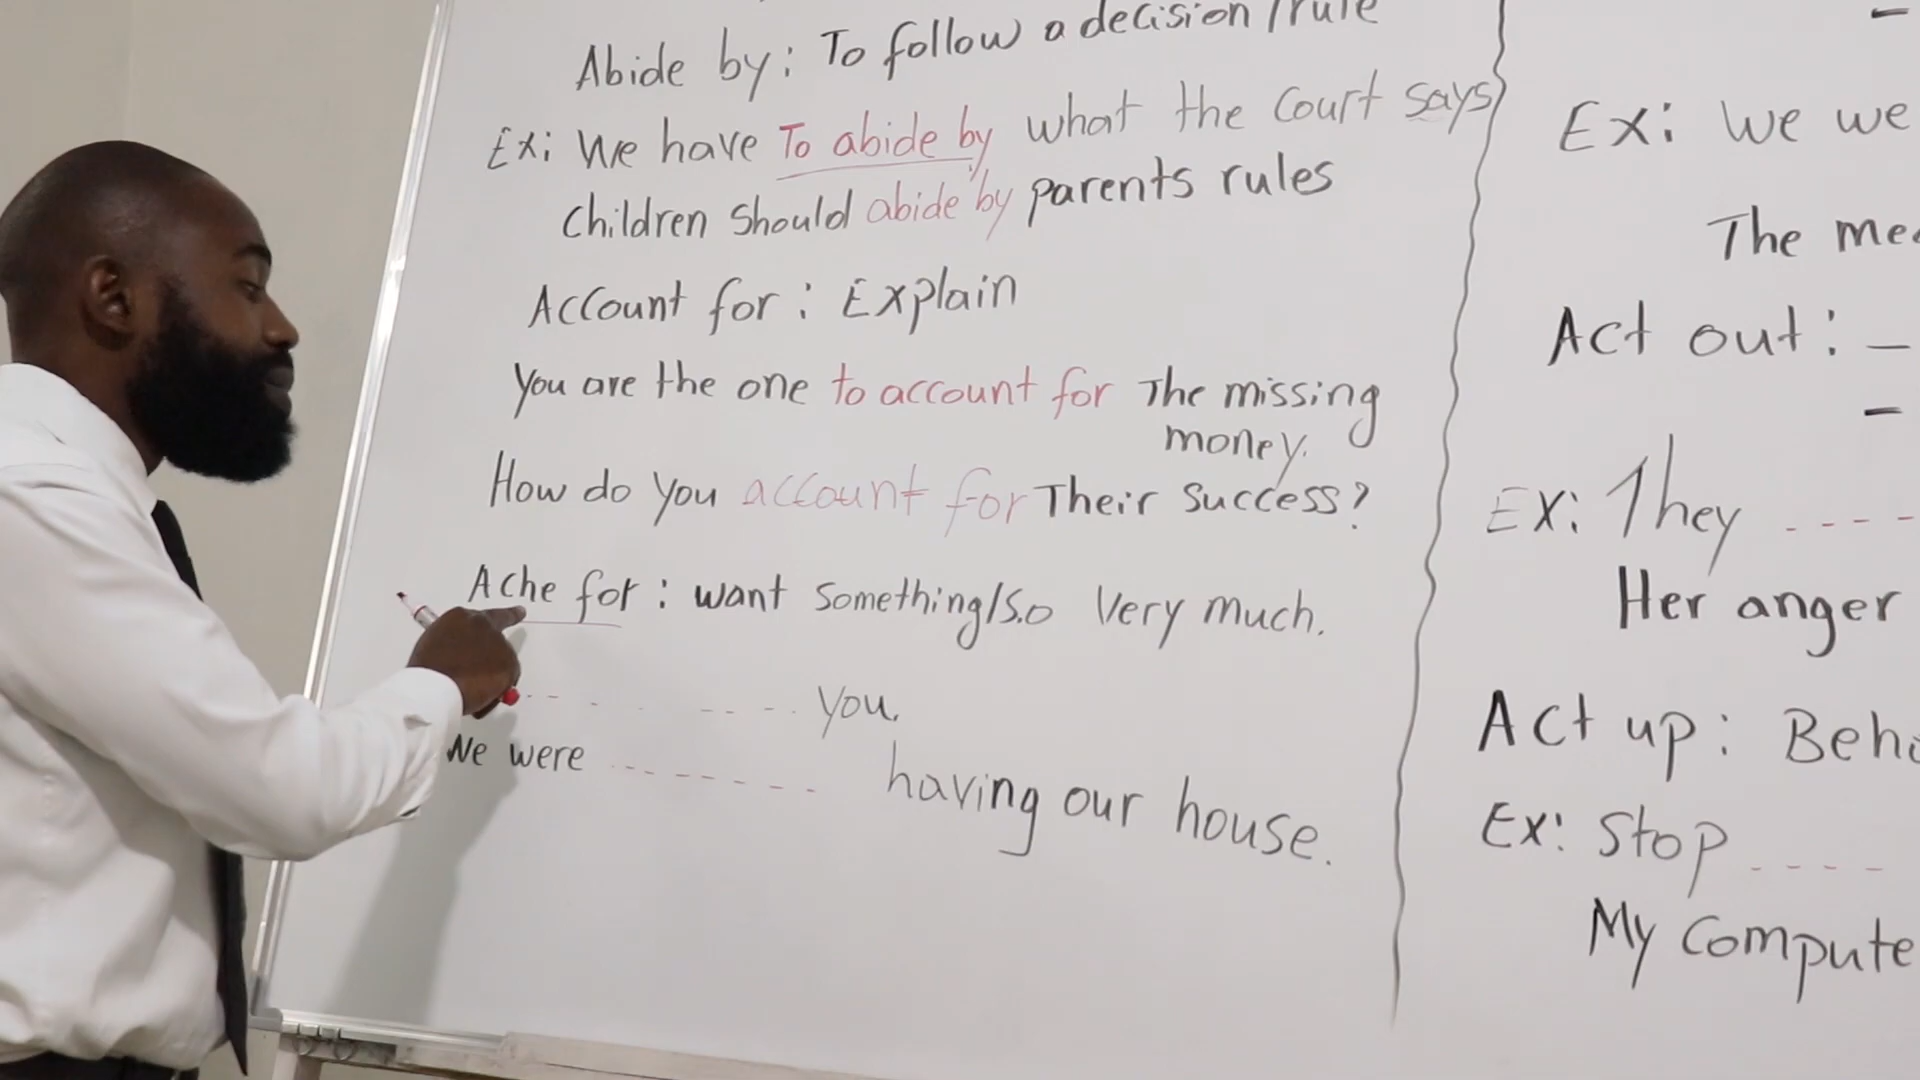 Abide by: To follow a decision/rule
Ex: We have To abide by what the Court says
Children Should abide by parents rules
Account for: Explain
You are the one to account for The missing
money.
How do you account for Their Success?
Ache for: want Something/S.o Very much.
you.
We were having our house.
Ex: We we
The
Act out: –
–
Ex: They
Her anger
Act up:
Ex: Stop
My